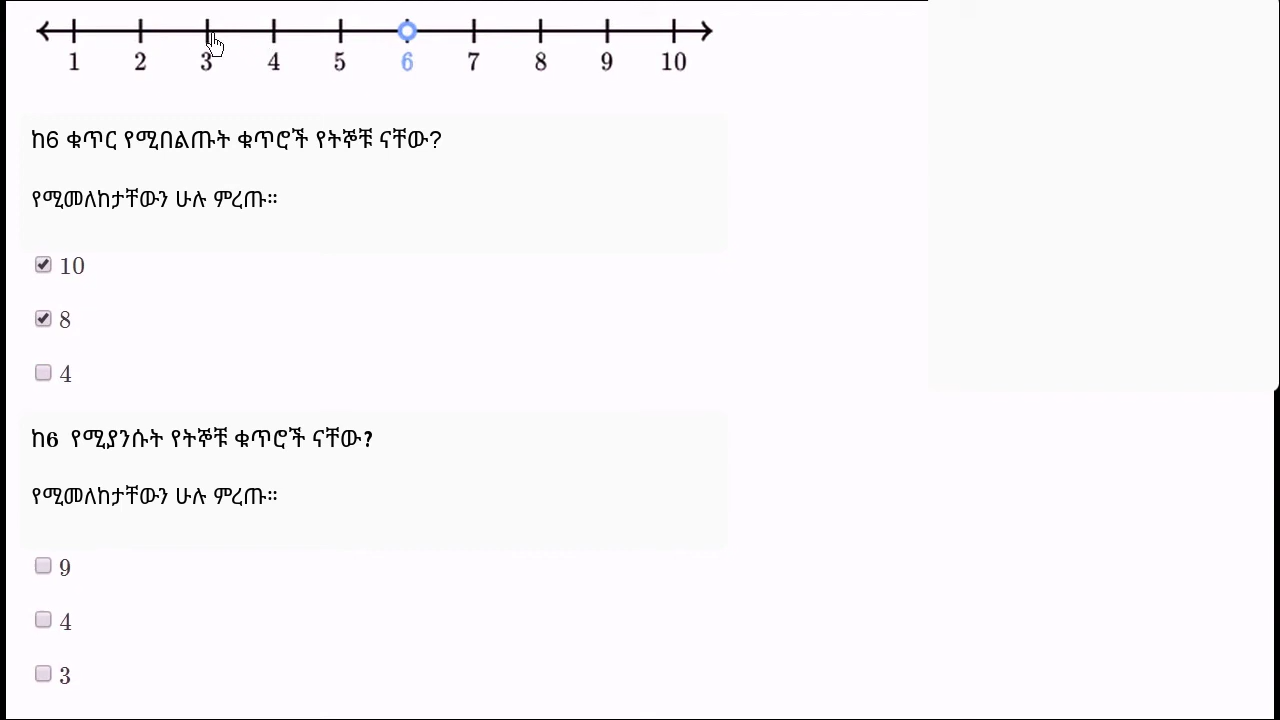 1 2 3 4 5 6 7 8 9 10
ከ6 ቁጥር የሚበልጡት ቁጥሮች የትኞቹ ናቸው?
የሚመለከታቸውን ሁሉ ምረጡ።
10
8
4
ከ6 የሚያንሱት የትኞቹ ቁጥሮች ናቸው?
የሚመለከታቸውን ሁሉ ምረጡ።
9
4
3